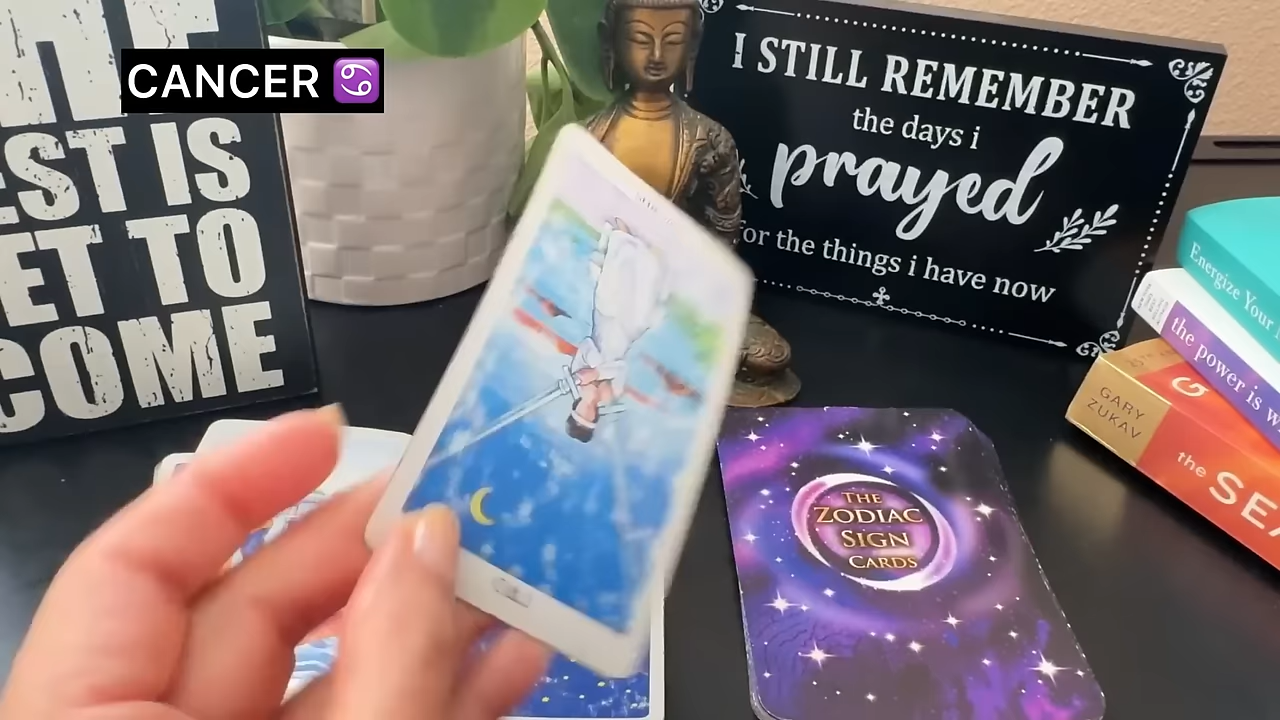 CANCER ♋
EST IS
ET TO
COME
I STILL REMEMBER
the days i
prayed
for the things i have now
THE
ZODIAC
SIGN
CARDS
Energize Your
the power is w
GARY
ZUKAV
the SEA